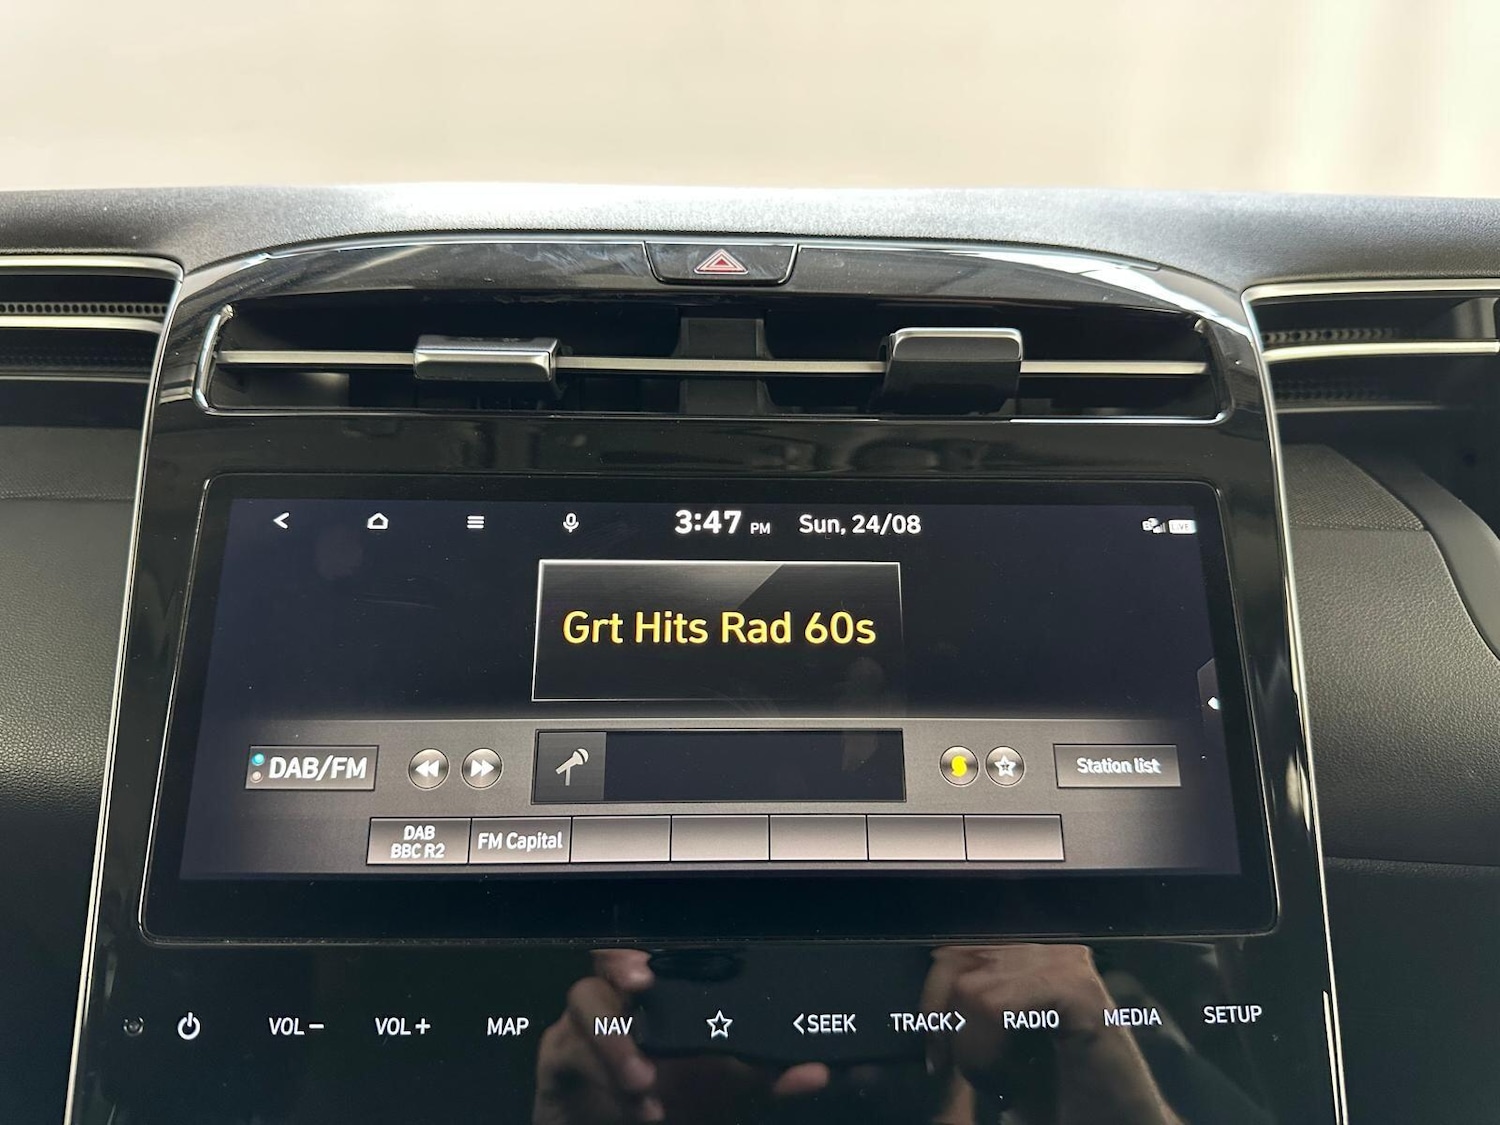 3:47 PM Sun, 24/08
LIVE
Grt Hits Rad 60s
DAB/FM
Station list
DAB
BBC R2
FM Capital
VOL− VOL+ MAP NAV <SEEK TRACK> RADIO MEDIA SETUP